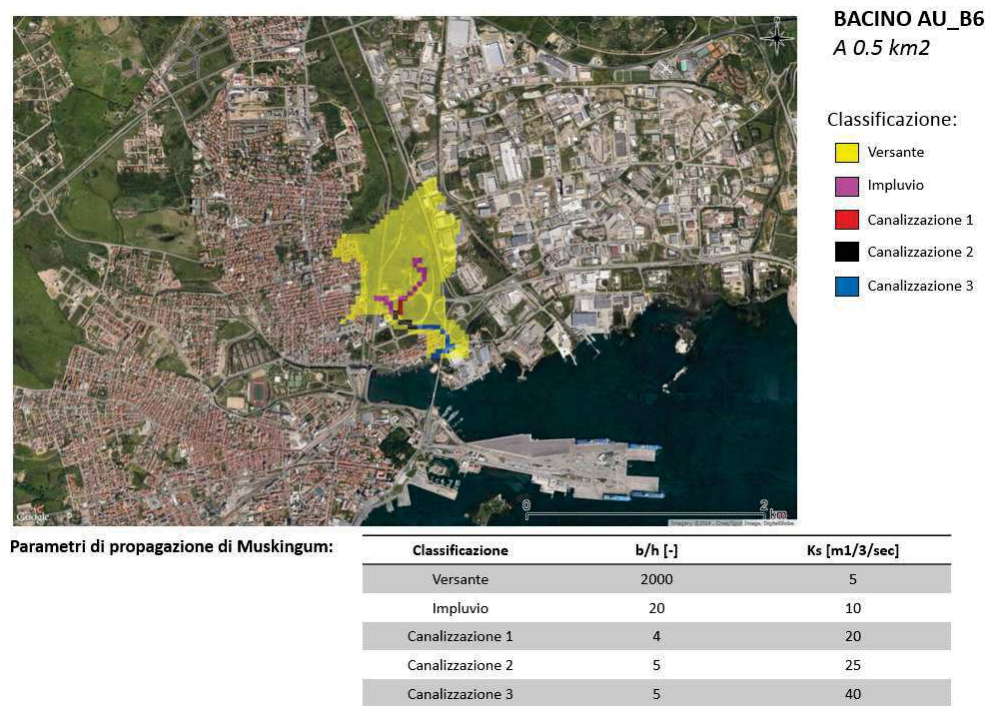 BACINO AU_B6
A 0.5 km2
Classificazione:
Versante
Impluvio
Canalizzazione 1
Canalizzazione 2
Canalizzazione 3
0 2
km
Google
Parametri di propagazione di Muskingum:
Classificazione b/h [-] Ks [m1/3/sec]
Versante 2000 5
Impluvio 20 10
Canalizzazione 1 4 20
Canalizzazione 2 5 25
Canalizzazione 3 5 40